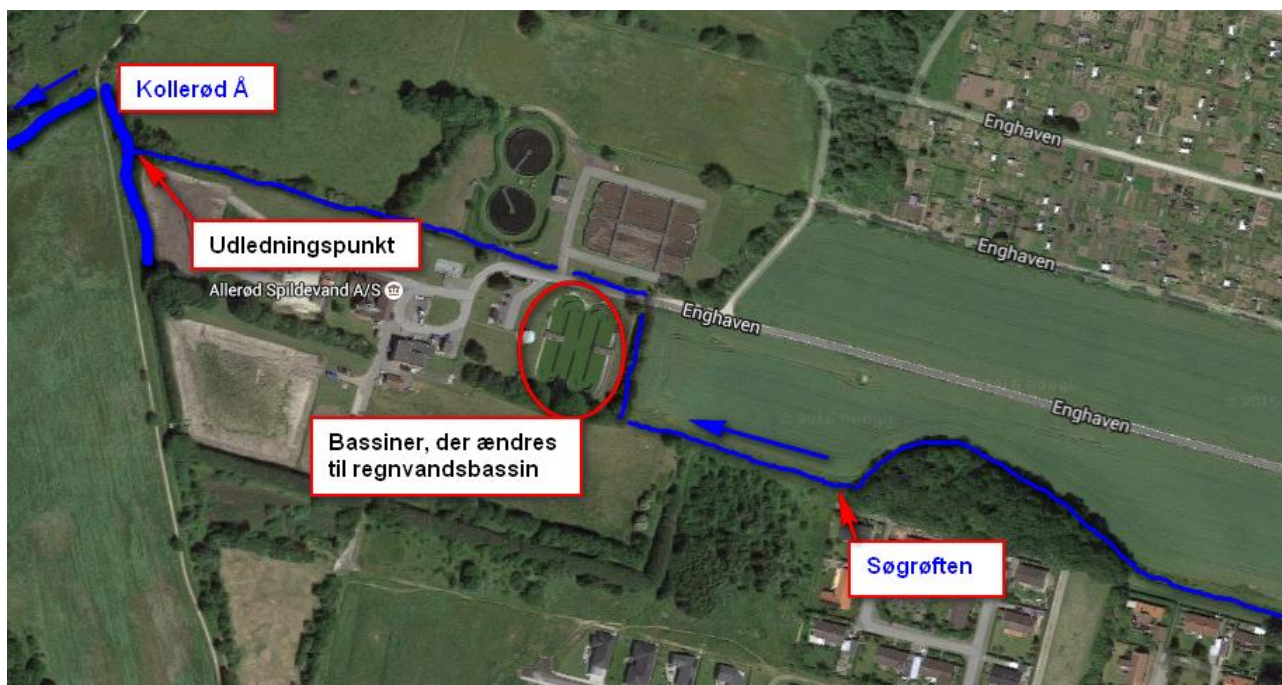 Kollerød Å
Enghaven
Udledningspunkt
Enghaven
Allerød Spildevand A/S
Enghaven
Enghaven
Bassiner, der ændres
til regnvandsbassin
Søgrøften